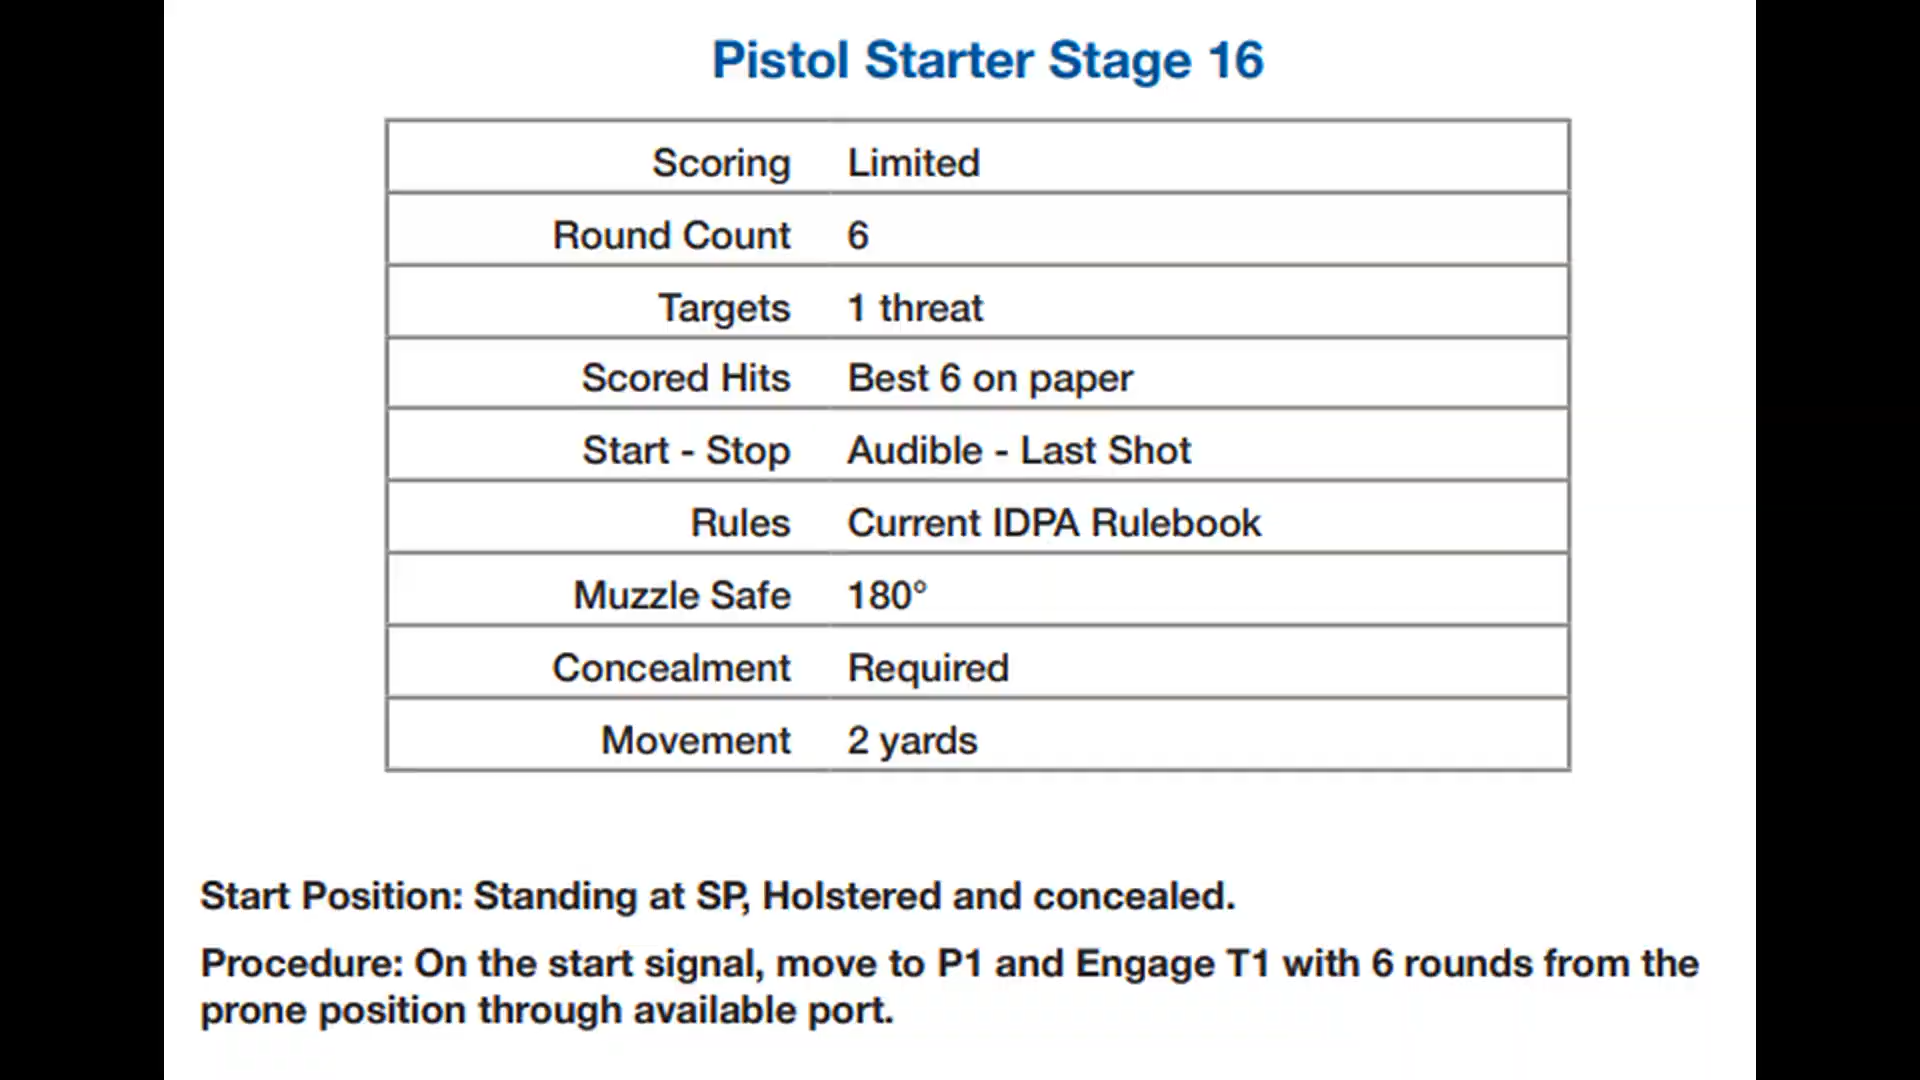 Pistol Starter Stage 16
Scoring Limited
Round Count 6
Targets 1 threat
Scored Hits Best 6 on paper
Start - Stop Audible - Last Shot
Rules Current IDPA Rulebook
Muzzle Safe 180°
Concealment Required
Movement 2 yards
Start Position: Standing at SP, Holstered and concealed.
Procedure: On the start signal, move to P1 and Engage T1 with 6 rounds from the
prone position through available port.